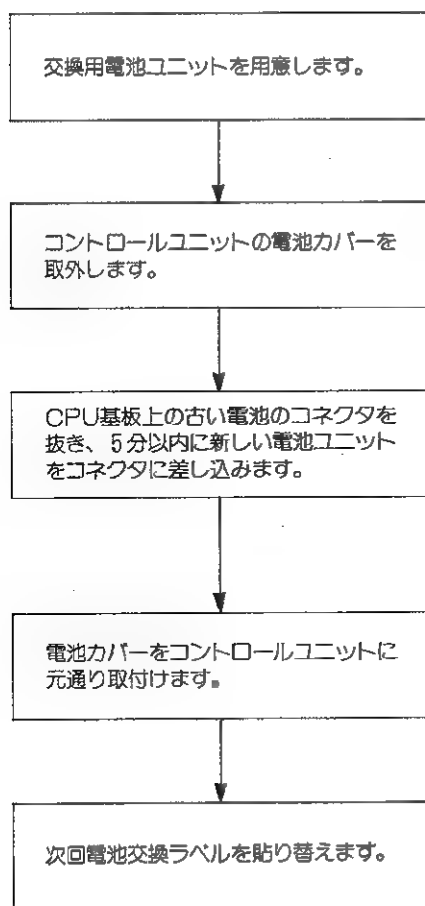 交換用電池ユニットを用意します。
コントロールユニットの電池カバーを
取外します。
CPU基板上の古い電池のコネクタを
抜き、5分以内に新しい電池ユニット
をコネクタに差し込みます。
電池カバーをコントロールユニットに
元通り取付けます。
次回電池交換ラベルを貼り替えます。